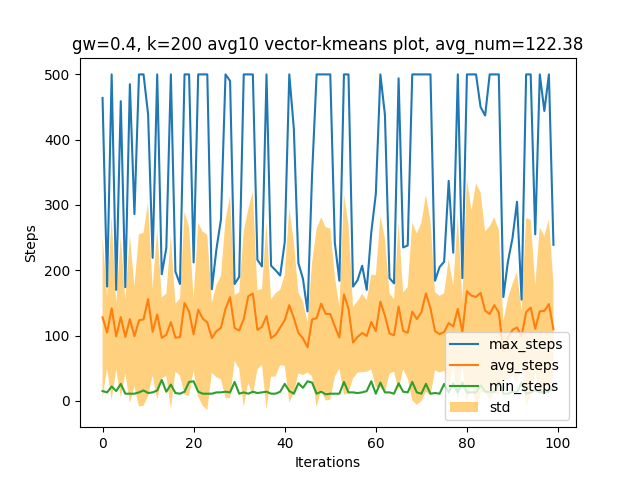 gw=0.4, k=200 avg10 vector-kmeans plot, avg_num=122.38
500
400
300
200
100
0
Steps
max_steps
avg_steps
min_steps
std
0
20
40
60
80
100
Iterations